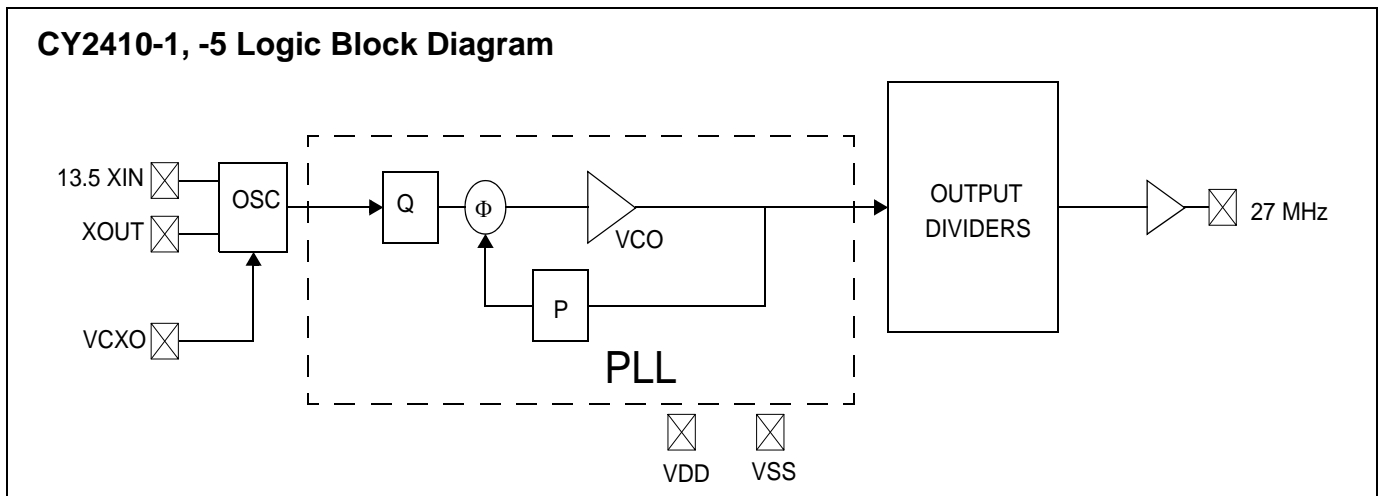 CY2410-1, -5 Logic Block Diagram
13.5 XIN
XOUT
VCXO
OSC
Q
Φ
VCO
P
PLL
VDD
VSS
OUTPUT
DIVIDERS
27 MHz